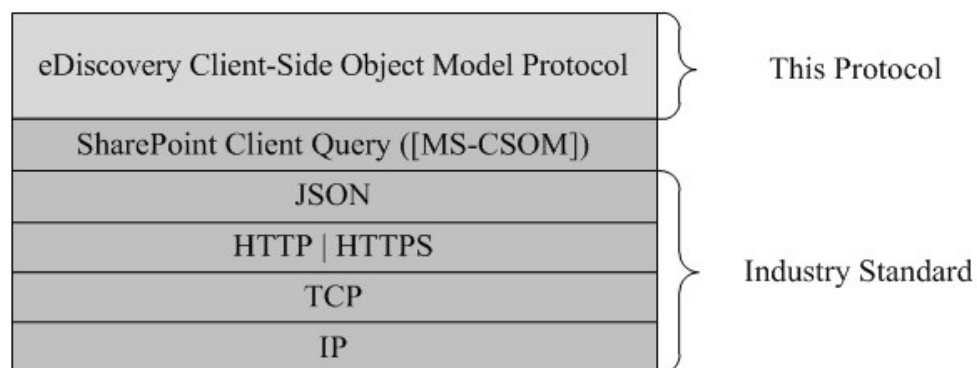 eDiscovery Client-Side Object Model Protocol
This Protocol
SharePoint Client Query ([MS-CSOM])
JSON
HTTP | HTTPS
Industry Standard
TCP
IP